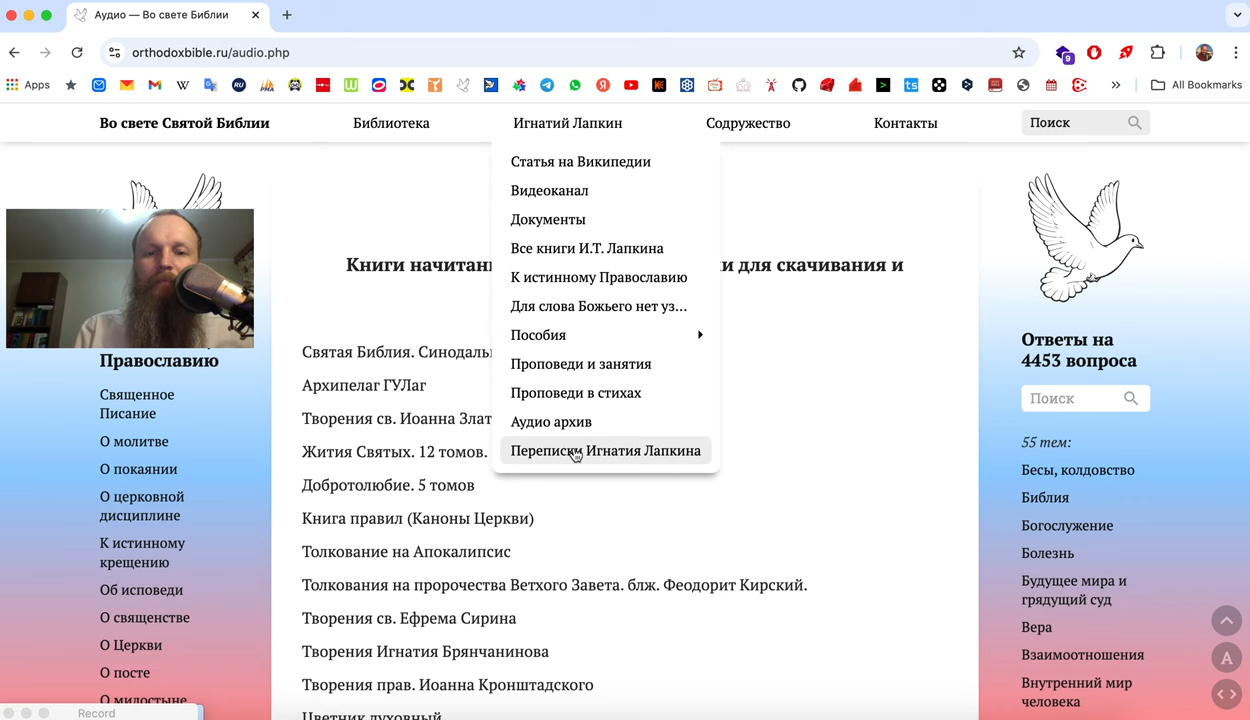 Аудио — Во свете Библии
orthodoxbible.ru/audio.php
9
Apps
All Bookmarks
Во свете Святой Библии
Библиотека
Игнатий Лапкин
Содружество
Контакты
Поиск
Статья на Википедии
Видеоканал
Документы
Все книги И.Т. Лапкина
К истинному Православию
Для слова Божьего нет уз...
Пособия
Проповеди и занятия
Проповеди в стихах
Аудио архив
Переписки Игнатия Лапкина
Православию
Священное
Писание
О молитве
О покаянии
О церковной
дисциплине
К истинному
крещению
Об исповеди
О священстве
О Церкви
О посте
О милостыне
Книги начитан
и для скачивания и
Святая Библия. Синодаль
Архипелаг ГУЛаг
Творения св. Иоанна Злат
Жития Святых. 12 томов.
Добротолюбие. 5 томов
Книга правил (Каноны Церкви)
Толкование на Апокалипсис
Толкования на пророчества Ветхого Завета. блж. Феодорит Кирский.
Творения св. Ефрема Сирина
Творения Игнатия Брянчанинова
Творения прав. Иоанна Кронштадского
Цветник духовный
Ответы на
4453 вопроса
Поиск
55 тем:
Бесы, колдовство
Библия
Богослужение
Болезнь
Будущее мира и
грядущий суд
Вера
Взаимоотношения
Внутренний мир
человека
A
Record